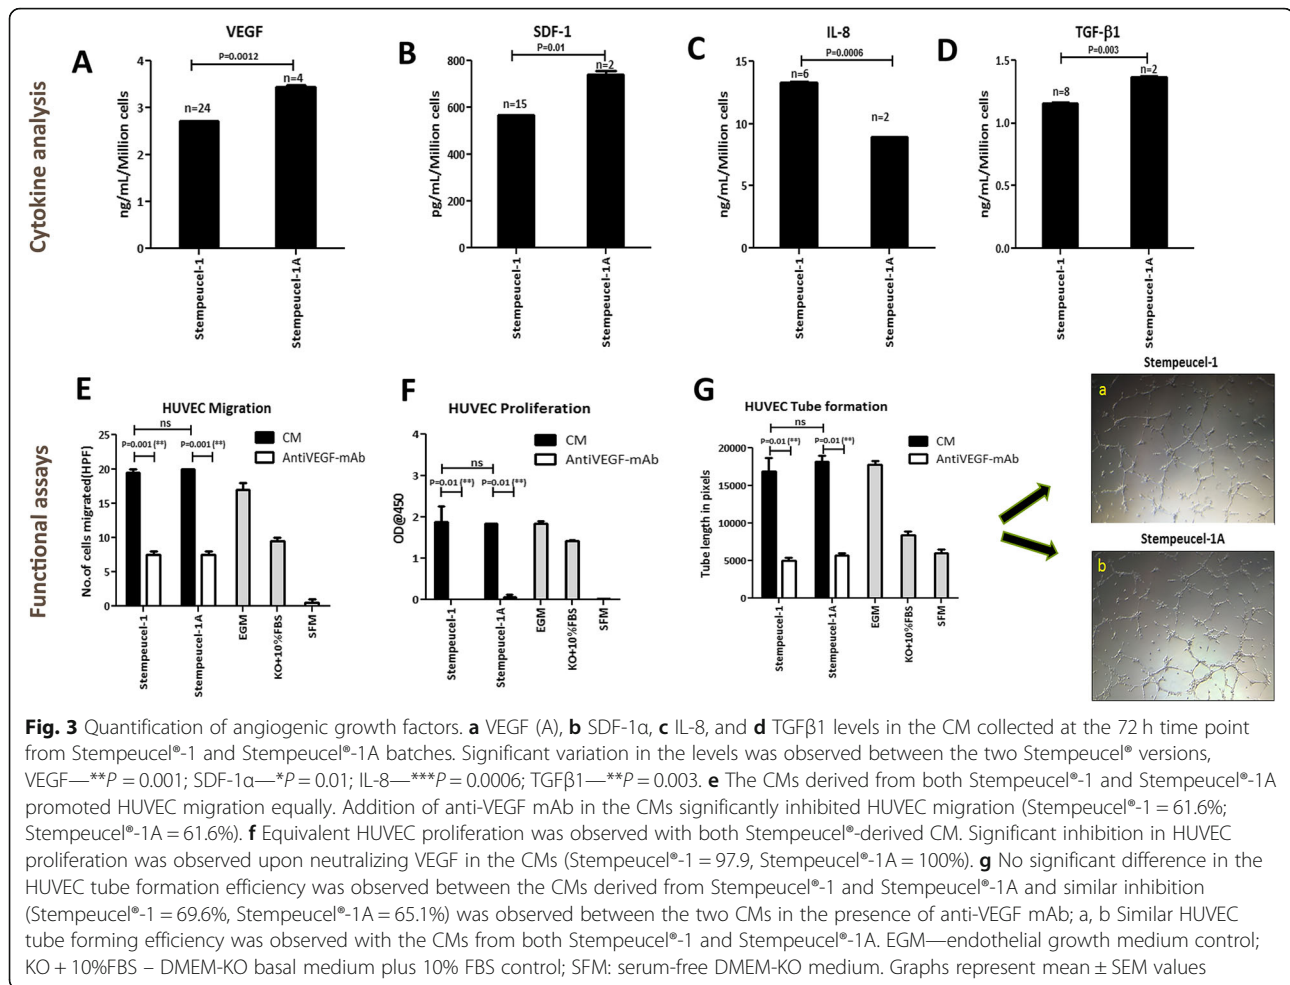 Cytokine analysis
A
VEGF
P=0.0012
n=24
n=4
ng/mL/Million cells
4
3
2
1
0
Stempeucel-1
Stempeucel-1A
B
SDF-1
P=0.01
n=15
n=2
pg/mL/Million cells
800
600
400
200
0
Stempeucel-1
Stempeucel-1A
C
IL-8
P=0.0006
n=6
n=2
ng/mL/Million cells
15
10
5
0
Stempeucel-1
Stempeucel-1A
D
TGF-β1
P=0.003
n=8
n=2
ng/mL/Million cells
1.5
1.0
0.5
0.0
Stempeucel-1
Stempeucel-1A
Functional assays
E
HUVEC Migration
ns
P=0.001 (**)
P=0.001 (**)
CM
AntiVEGF-mAb
No.of cells migrated(HPF)
25
20
15
10
5
0
Stempeucel-1
Stempeucel-1A
EGM
KO+10%FBS
SFM
F
HUVEC Proliferation
CM
AntiVEGF-mAb
ns
P=0.01 (**)
P=0.01 (**)
OD@450
4
3
2
1
0
Stempeucel-1
Stempeucel-1A
EGM
KO+10%FBS
SFM
G
HUVEC Tube formation
ns
P=0.01 (**)
P=0.01 (**)
CM
AntiVEGF-mAb
Tube length in pixels
20000
15000
10000
5000
0
Stempeucel-1
Stempeucel-1A
EGM
KO+10%FBS
SFM
Stempeucel-1
a
Stempeucel-1A
b
Fig. 3 Quantification of angiogenic growth factors. a VEGF (A), b SDF-1α, c IL-8, and d TGFβ1 levels in the CM collected at the 72 h time point
from Stempeucel®-1 and Stempeucel®-1A batches. Significant variation in the levels was observed between the two Stempeucel® versions,
VEGF—**P = 0.001; SDF-1α—*P = 0.01; IL-8—***P = 0.0006; TGFβ1—**P = 0.003. e The CMs derived from both Stempeucel®-1 and Stempeucel®-1A
promoted HUVEC migration equally. Addition of anti-VEGF mAb in the CMs significantly inhibited HUVEC migration (Stempeucel®-1 = 61.6%;
Stempeucel®-1A = 61.6%). f Equivalent HUVEC proliferation was observed with both Stempeucel®-derived CM. Significant inhibition in HUVEC
proliferation was observed upon neutralizing VEGF in the CMs (Stempeucel®-1 = 97.9, Stempeucel®-1A = 100%). g No significant difference in the
HUVEC tube formation efficiency was observed between the CMs derived from Stempeucel®-1 and Stempeucel®-1A and similar inhibition
(Stempeucel®-1 = 69.6%, Stempeucel®-1A = 65.1%) was observed between the two CMs in the presence of anti-VEGF mAb; a, b Similar HUVEC
tube forming efficiency was observed with the CMs from both Stempeucel®-1 and Stempeucel®-1A. EGM—endothelial growth medium control;
KO + 10%FBS – DMEM-KO basal medium plus 10% FBS control; SFM: serum-free DMEM-KO medium. Graphs represent mean ± SEM values